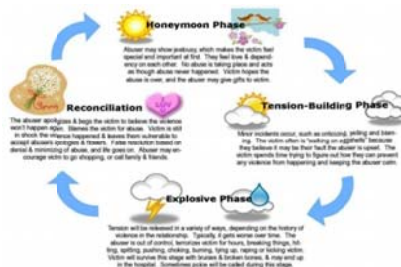 Honeymoon Phase
Abuser may show jealousy, which makes the victim feel
special and important at first. They feel love & depend-
ency on each other. No abuse is taking place and acts
as though abuse never happened. Victim hopes the
abuse is over, and the abuser may give gifts to victim.
Tension-Building Phase
Minor incidents occur, such as yelling and blam-
ing. The victim often is "walking on eggshells" because
they believe it may be their fault the abuser is upset. The
victim spends time trying to figure out how they can prevent
any violence from happening and keeping the abuser calm.
Explosive Phase
Tension will be released in a variety of ways, depending on the history of
violence in the relationship. Typically, it gets worse over time. The
abuser is out of control, terrorizes victim for hours, breaking things, hit-
ting, spitting, pushing, choking, burning, tying up, raping or kicking victim.
Victim will survive this stage with bruises & broken bones, & may end up
in the hospital. Sometimes police will be called during this stage.
Reconciliation
The abuser apologizes & begs the victim to believe the abuse
won't happen again. Blames the victim for abuse. Victim is still
in shock the violence happened & leaves them vulnerable to
accept abuser's apologies & flowers. False resolution based on
denial & minimizing of abuse, and life goes on. Abuser may en-
courage victim to go shopping, or call family & friends.